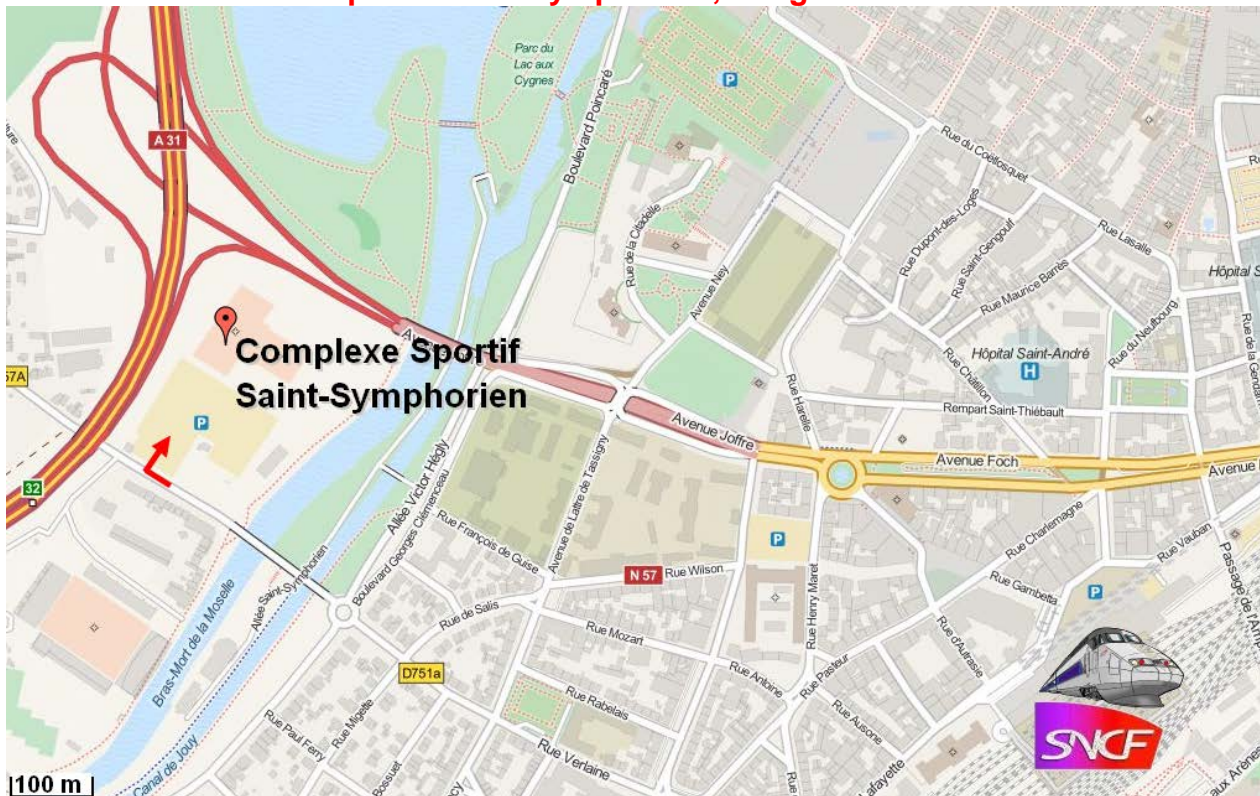 Parc du
Lac aux
Cygnes
P
Boulevard Poincaré
A 31
Rue du Coëtlosquet
Rue de la Citadelle
Avenue Ney
Rue Dupont-des-Loges
Rue Saint-Gengoulf
Rue Lasalle
Rue Maurice Barrès
Rue du Neufbourg
Hôpital Saint-André
H
Rue Châtillon
Complexe Sportif
Saint-Symphorien
57A
P
Rue Harelle
Rempart Saint-Thiébault
Avenue Joffre
Avenue Foch
Avenue
32
Allée Victor Hégly
Boulevard Georges Clémenceau
Avenue de Lattre de Tassigny
Rue François de Guise
P
Rue Charlemagne
Rue Vauban
N 57
Rue Wilson
Rue Gambetta
P
Bras-Mort de la Moselle
Allée Saint-Symphorien
Rue de Salis
Rue Mozart
Rue Henry Maret
Rue d'Austrasie
D751a
Rue Antoine
Rue Pasteur
Rue Rabelais
Rue Ausone
Rue Migette
Rue Paul Ferry
Rue Verlaine
SNCF
Canal de Jouy
Bossuet
Lafayette
aux Arènes
100 m